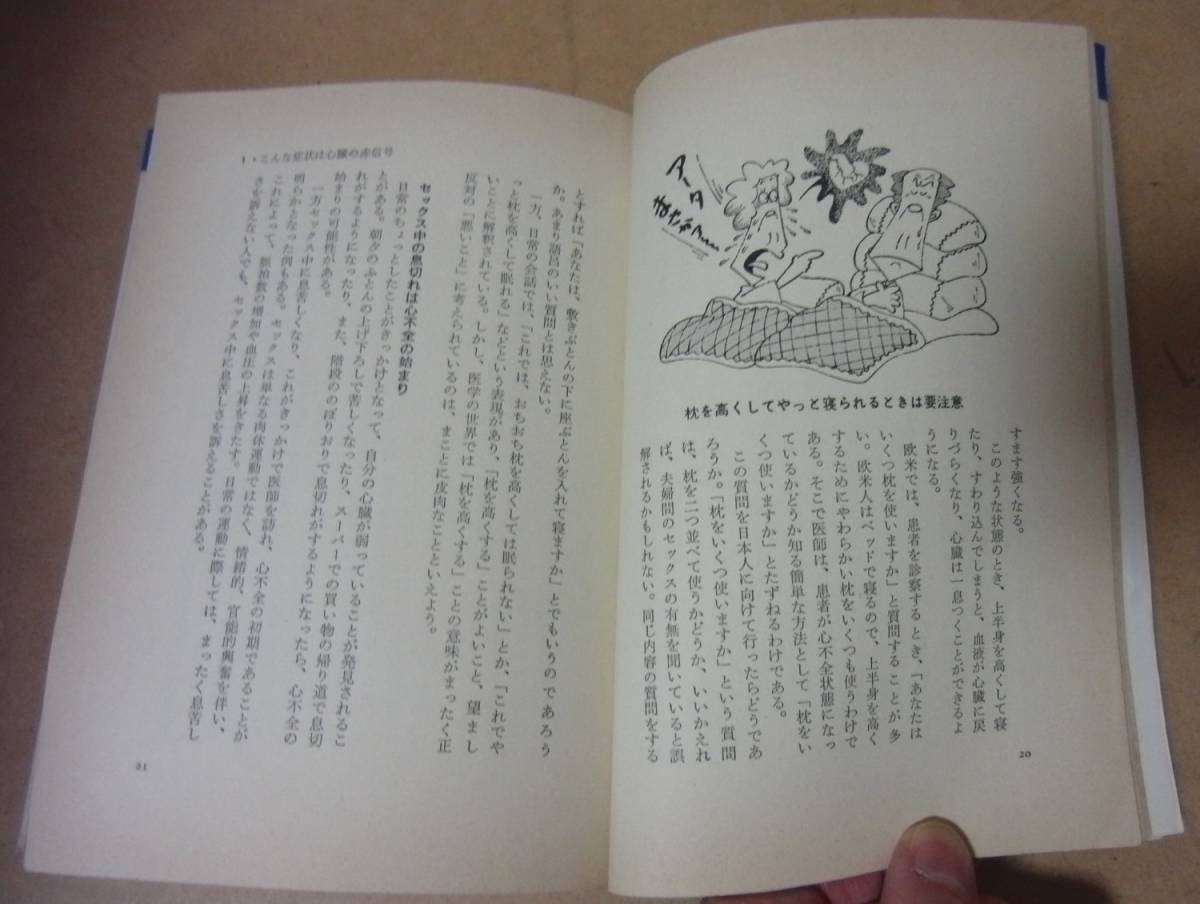 アータ
まだァ〜
枕を高くしてやっと寝られるときは要注意
すます強くなる。
このような状態のとき、上半身を高くして寝
たり、すわり込んでしまうと、血液が心臓に戻
りづらくなり、心臓は一息つくことができるよ
うになる。
欧米では、患者を診察するとき、「あなたは
いくつ枕を使いますか」と質問することが多
い。欧米人はベッドで寝るので、上半身を高く
するためにやわらかい枕をいくつも使うわけで
ある。そこで医師は、患者が心不全状態になっ
ているかどうか知る簡単な方法として「枕をい
くつ使いますか」とたずねるわけである。
この質問を日本人に向けて行ったらどうであ
ろうか。「枕をいくつ使いますか」という質問
は、枕を二つ並べて使うかどうか、いいかえれ
ば、夫婦間のセックスの有無を聞いていると誤
解されるかもしれない。同じ内容の質問をする
20
とすれば「あなたは、敷きぶとんの下に座ぶとんを入れて寝ますか」とでもいうのであろう
か。あまり語呂のいい質問とは思えない。
一方、日常の会話では、「これでは、おちおち枕を高くしては眠られない」とか、「これでや
っと枕を高くして眠れる」などという表現があり、「枕を高くする」ことがよいこと、望まし
いことに解釈されている。しかし、医学の世界では「枕を高くする」ことの意味がまったく正
反対の「悪いこと」に考えられているのは、まことに皮肉なことといえよう。
セックス中の息切れは心不全の始まり
日常のちょっとしたことがきっかけとなって、自分の心臓が弱っていることが発見されるこ
とがある。朝夕のふとんの上げ下ろしで苦しくなったり、スーパーでの買い物の帰り道で息切
れがするようになったり、また、階段ののぼりおりで息切れがするようになったら、心不全の
始まりの可能性がある。
一方セックス中に息苦しくなり、これがきっかけで医師を訪れ、心不全の初期であることが
明らかとなった例もある。セックスは単なる肉体運動ではなく、情緒的、官能的興奮を伴い、
これによって、脈拍数の増加や血圧の上昇をきたす。日常の運動に際しては、まったく息苦し
さを訴えない人でも、セックス中に息苦しさを訴えることがある。
1・こんな症状は心臓の赤信号
21